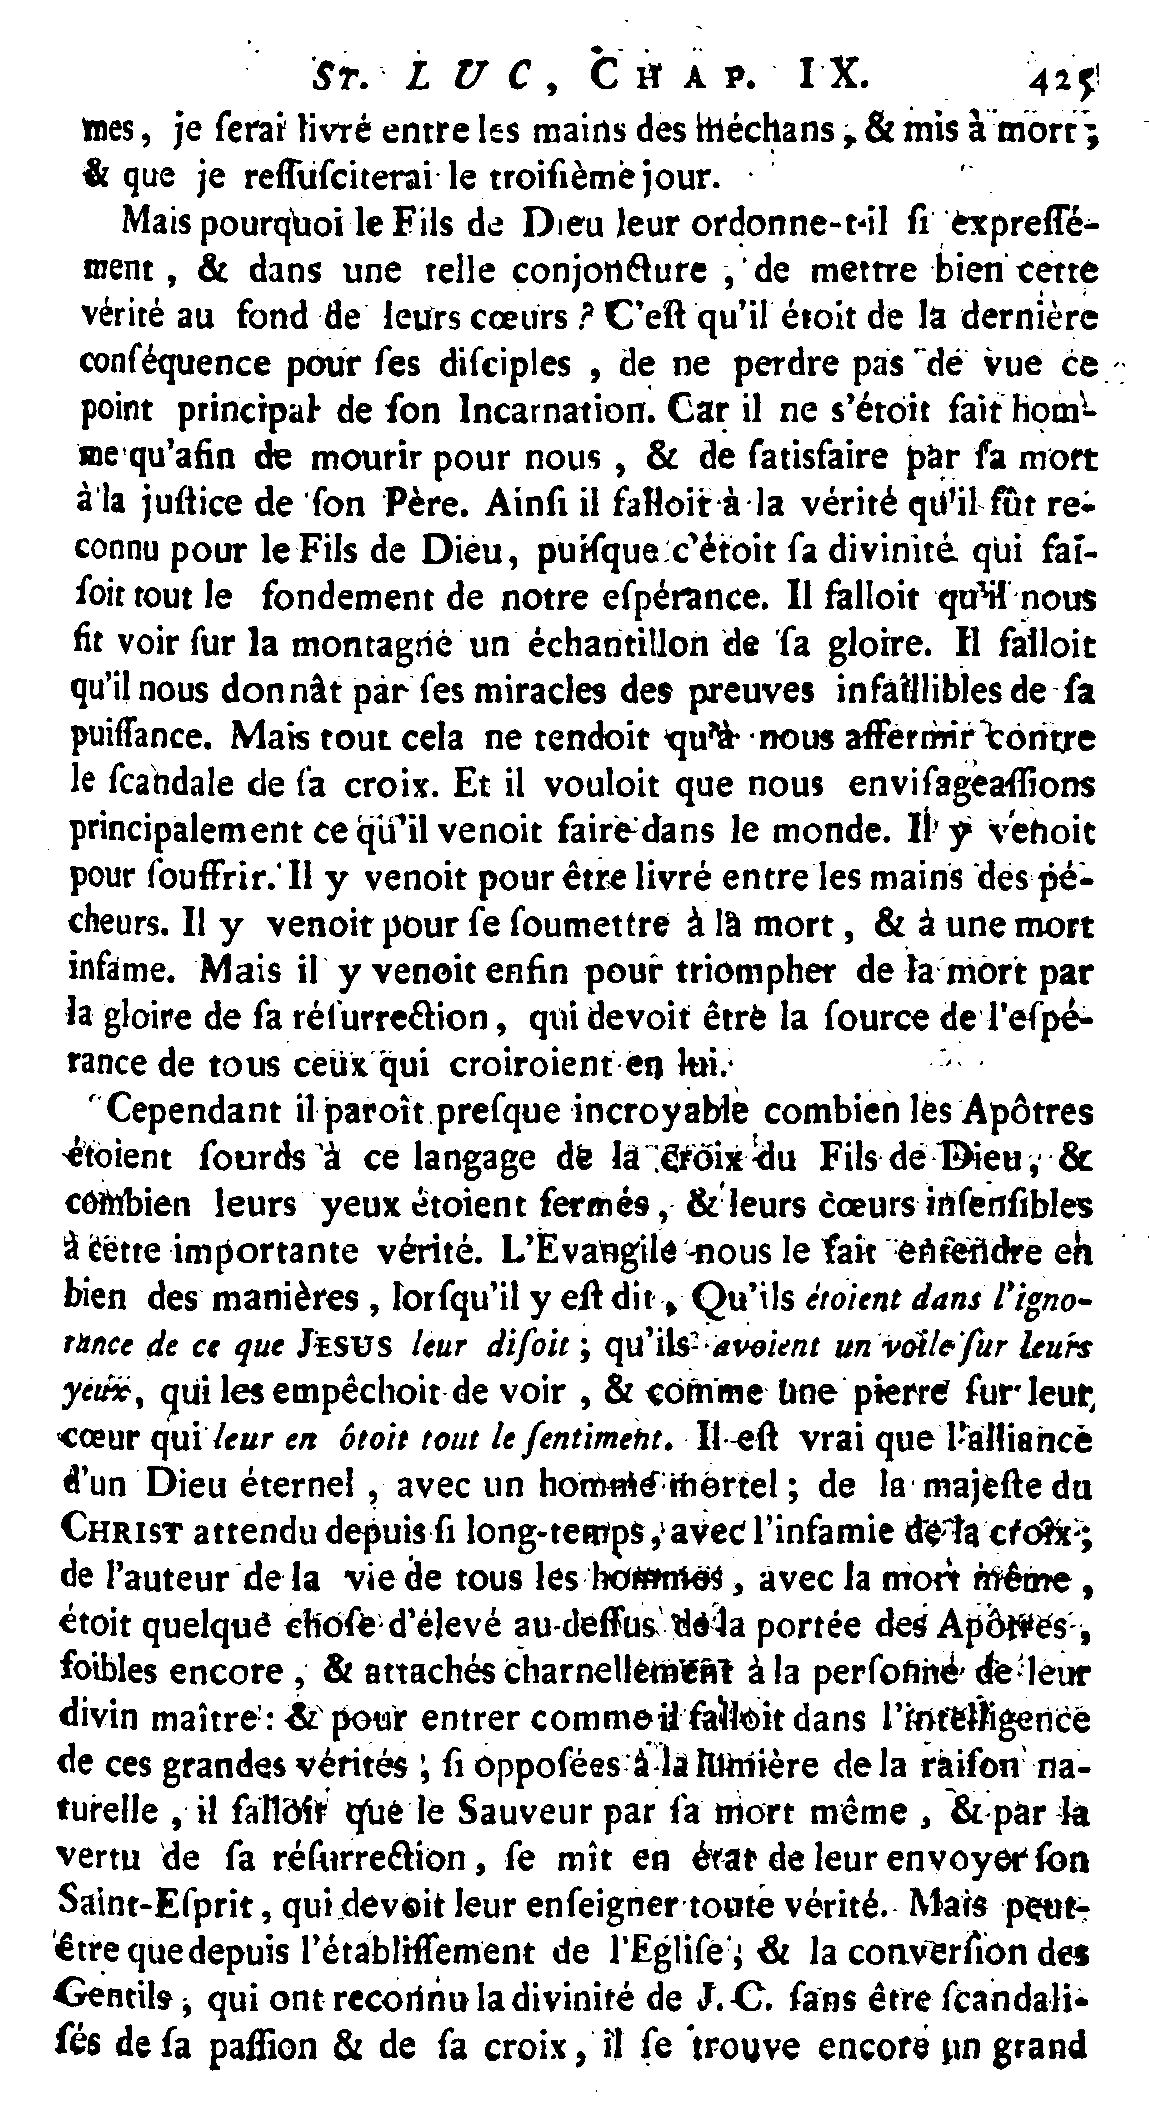 ST. LUC, CHAP. IX. 425
mes, je ſerai livré entre les mains des méchans, & mis à mort;
& que je reſſuſciterai le troiſième jour.
Mais pourquoi le Fils de Dieu leur ordonne-t-il ſi expreſſé-
ment, & dans une telle conjoncture, de mettre bien cette
vérité au fond de leurs cœurs? C'eſt qu'il étoit de la dernière
conſéquence pour ſes diſciples, de ne perdre pas de vue ce
point principal de ſon Incarnation. Car il ne s'étoit fait hom-
me qu'afin de mourir pour nous, & de ſatisfaire par ſa mort
à la juſtice de ſon Père. Ainſi il falloit à la vérité qu'il fût re-
connu pour le Fils de Dieu, puiſque c'étoit ſa divinité qui fai-
ſoit tout le fondement de notre eſpérance. Il falloit qu'il nous
fit voir ſur la montagne un échantillon de ſa gloire. Il falloit
qu'il nous donnât par ſes miracles des preuves infaillibles de ſa
puiſſance. Mais tout cela ne tendoit qu'à nous affermir contre
le ſcandale de ſa croix. Et il vouloit que nous enviſageaſſions
principalement ce qu'il venoit faire dans le monde. Il y venoit
pour ſouffrir. Il y venoit pour être livré entre les mains des pé-
cheurs. Il y venoit pour ſe ſoumettre à la mort, & à une mort
infame. Mais il y venoit enfin pour triompher de la mort par
la gloire de ſa réſurrection, qui devoit être la ſource de l'eſpé-
rance de tous ceux qui croiroient en lui.
Cependant il paroît preſque incroyable combien les Apôtres
étoient ſourds à ce langage de la croix du Fils de Dieu, &
combien leurs yeux étoient fermés, & leurs cœurs inſenſibles
à cette importante vérité. L'Evangile nous le fait entendre en
bien des manières, lorſqu'il y eſt dit, Qu'ils étoient dans l'igno-
rance de ce que JESUS leur diſoit; qu'ils avoient un voile ſur leurs
yeux, qui les empêchoit de voir, & comme une pierre ſur leur
cœur qui leur en ôtoit tout le ſentiment. Il eſt vrai que l'alliance
d'un Dieu éternel, avec un homme mortel; de la majeſte du
CHRIST attendu depuis ſi long-temps, avec l'infamie de la croix;
de l'auteur de la vie de tous les hommes, avec la mort même,
étoit quelque choſe d'élevé au-deſſus de la portée des Apôtres,
foibles encore, & attachés charnellement à la perſonne de leur
divin maître: & pour entrer comme il falloit dans l'intelligence
de ces grandes vérités, ſi oppoſées à la lumière de la raiſon na-
turelle, il falloit que le Sauveur par ſa mort même, & par la
vertu de ſa réſurrection, ſe mît en état de leur envoyer ſon
Saint-Eſprit, qui devoit leur enſeigner toute vérité. Mais peut-
être que depuis l'établiſſement de l'Egliſe, & la converſion des
Gentils, qui ont reconnu la divinité de J. C. ſans être ſcandali-
ſés de ſa paſſion & de ſa croix, il ſe trouve encore un grand